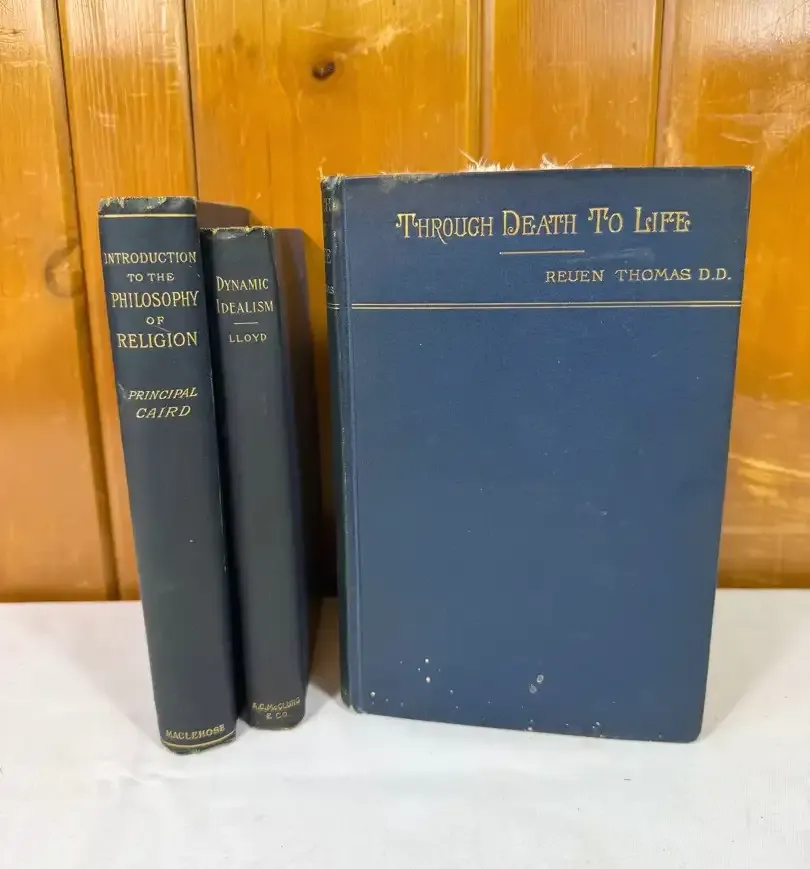 INTRODUCTION
TO THE
PHILOSOPHY
OF
RELIGION
PRINCIPAL
CAIRD
MACLEHOSE
DYNAMIC
IDEALISM
LLOYD
A.C.McCLURG
& CO.
THROUGH DEATH TO LIFE
REUEN THOMAS D.D.